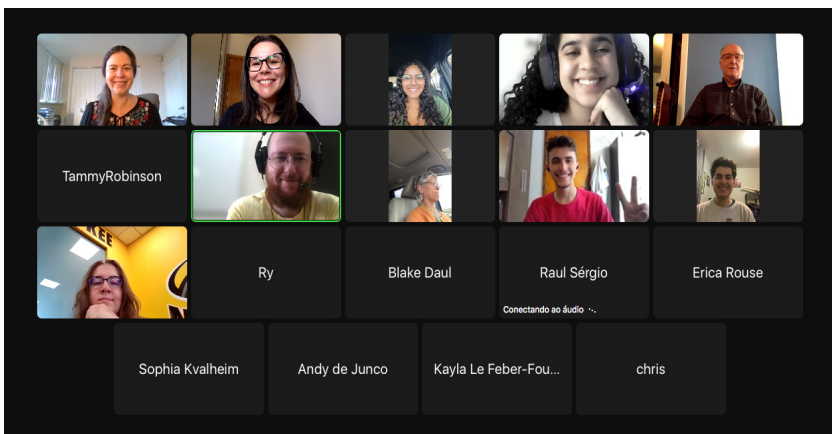 TammyRobinson
KEE
Ry
Blake Daul
Raul Sérgio
Erica Rouse
Conectando ao áudio
Sophia Kvalheim
Andy de Junco
Kayla Le Feber-Fou...
chris